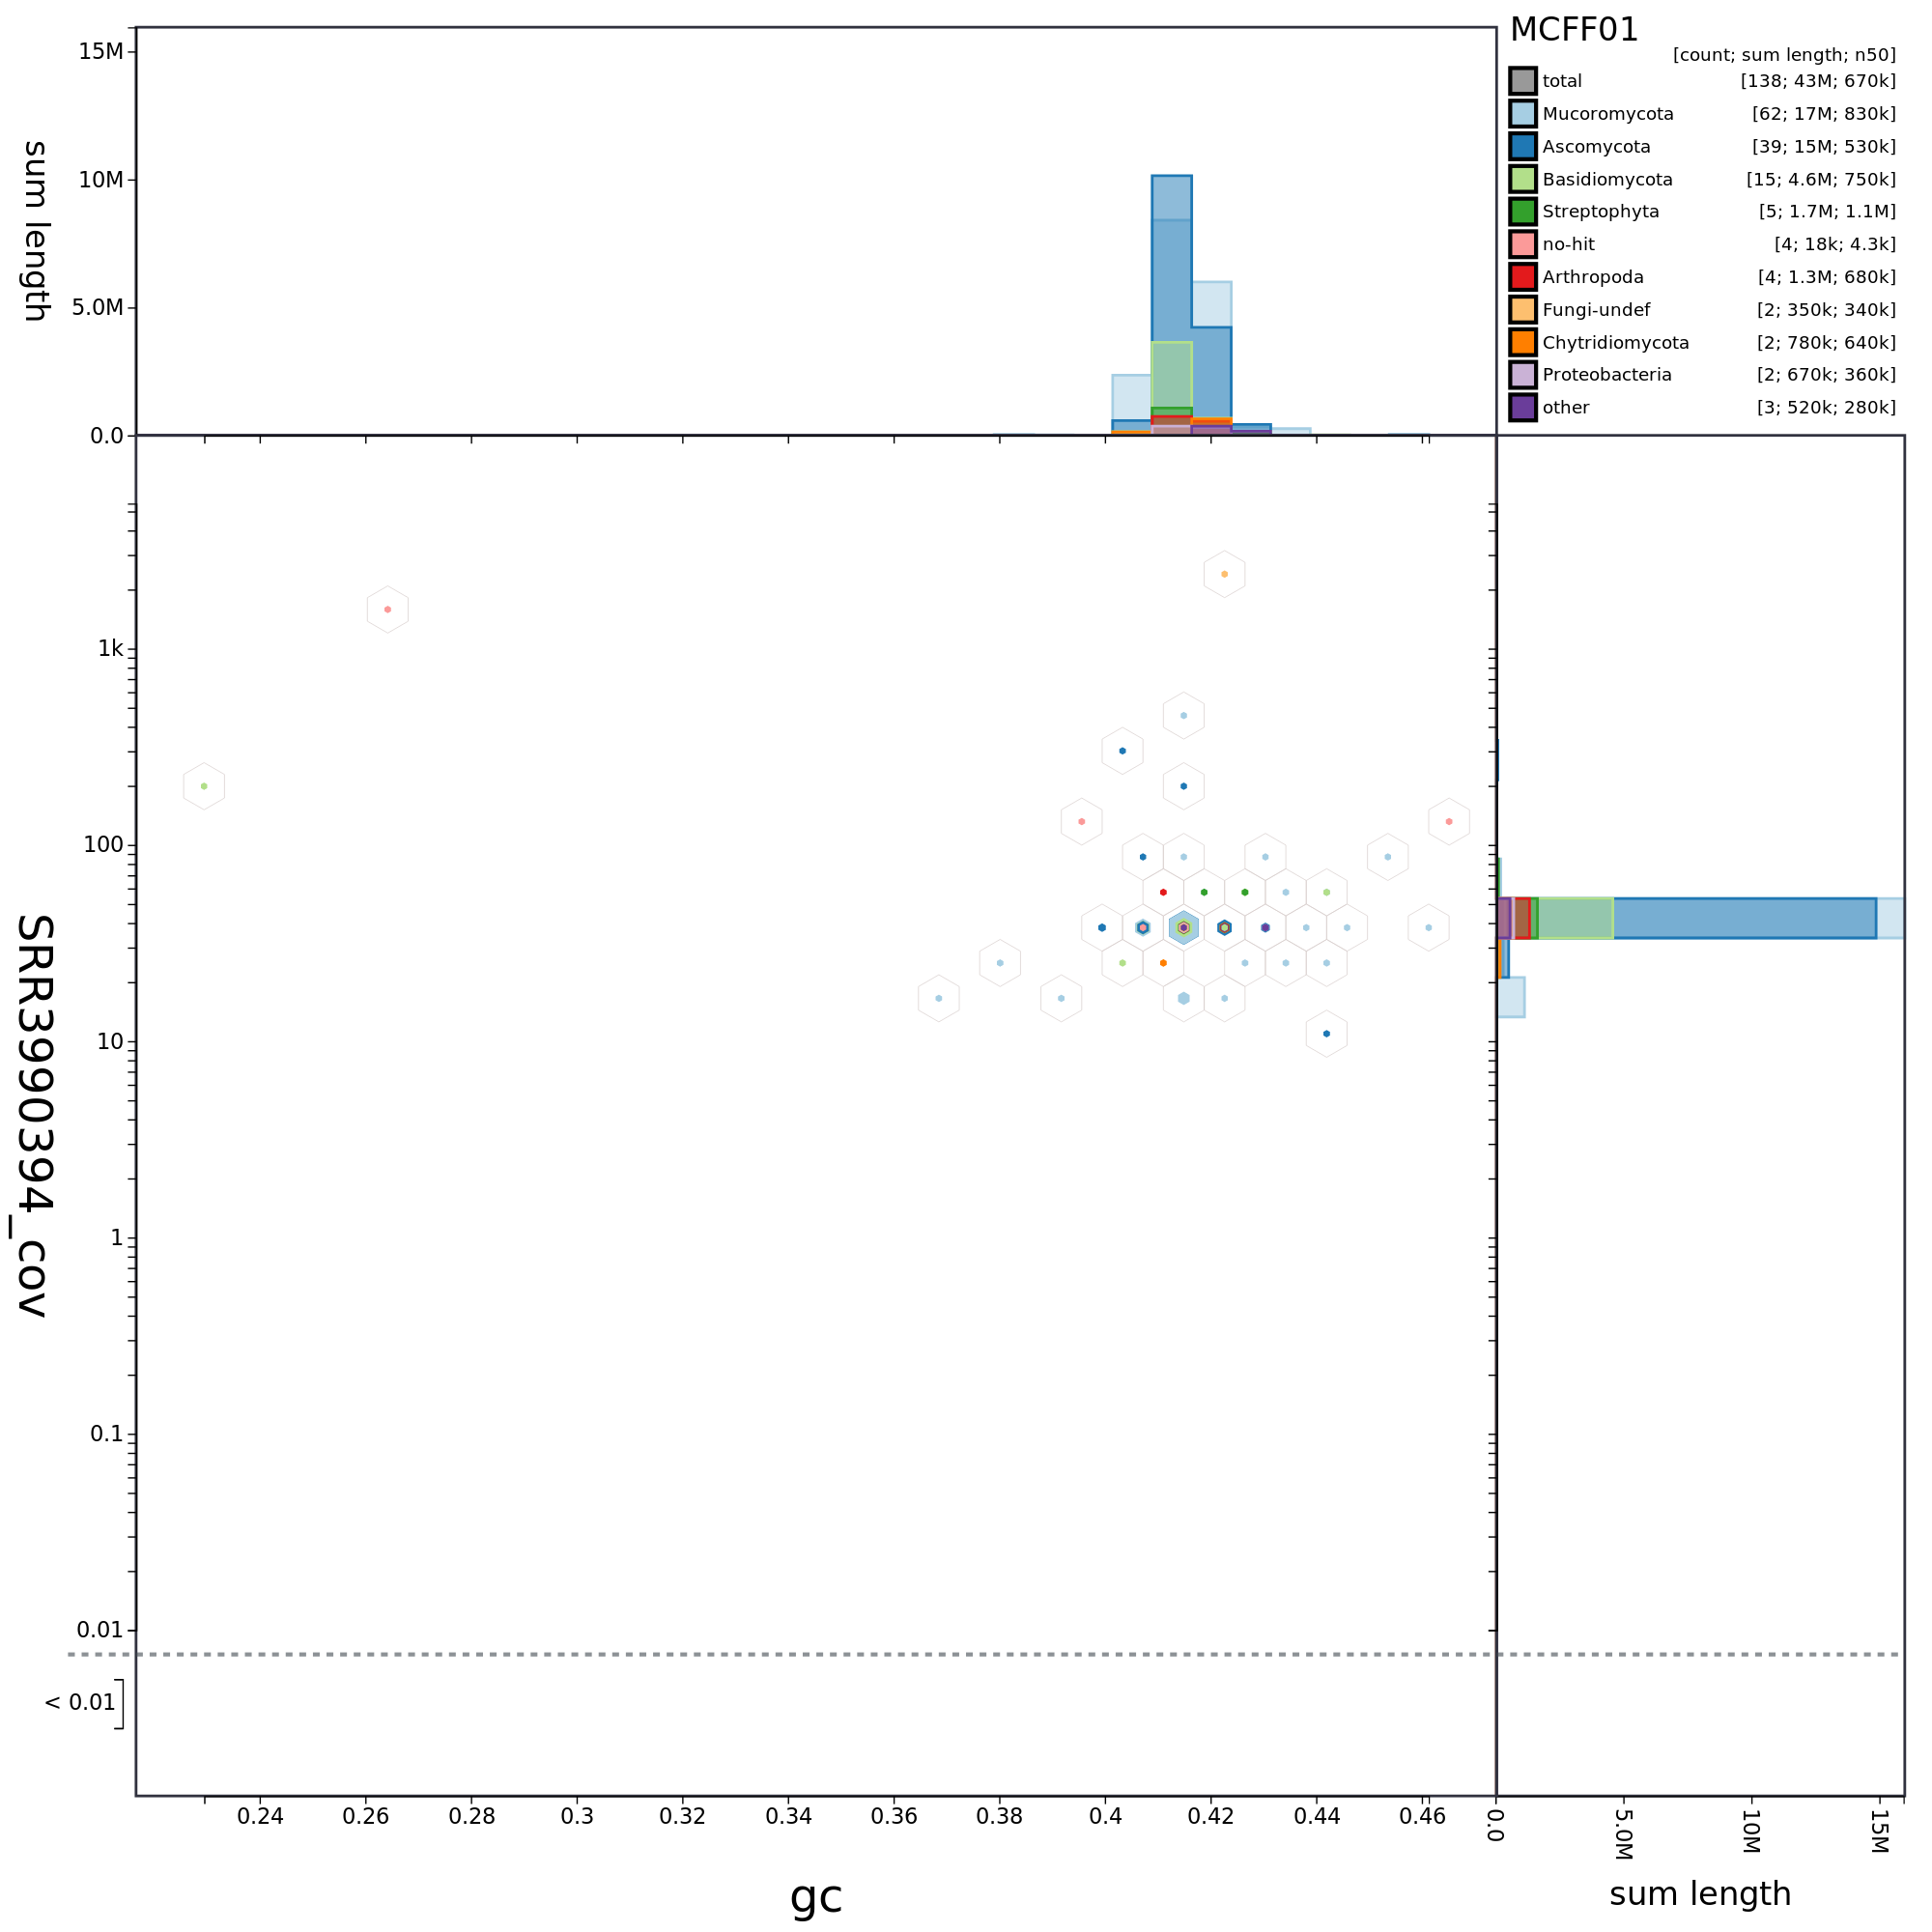 MCFF01
[count; sum length; n50]
total [138; 43M; 670k]
Mucoromycota [62; 17M; 830k]
Ascomycota [39; 15M; 530k]
Basidiomycota [15; 4.6M; 750k]
Streptophyta [5; 1.7M; 1.1M]
no-hit [4; 18k; 4.3k]
Arthropoda [4; 1.3M; 680k]
Fungi-undef [2; 350k; 340k]
Chytridiomycota [2; 780k; 640k]
Proteobacteria [2; 670k; 360k]
other [3; 520k; 280k]
sum length
15M
10M
5.0M
0.0
SRR3990394_cov
1k
100
10
1
0.1
0.01
< 0.01
0.24 0.26 0.28 0.3 0.32 0.34 0.36 0.38 0.4 0.42 0.44 0.46
gc
0.0 5.0M 10M 15M
sum length